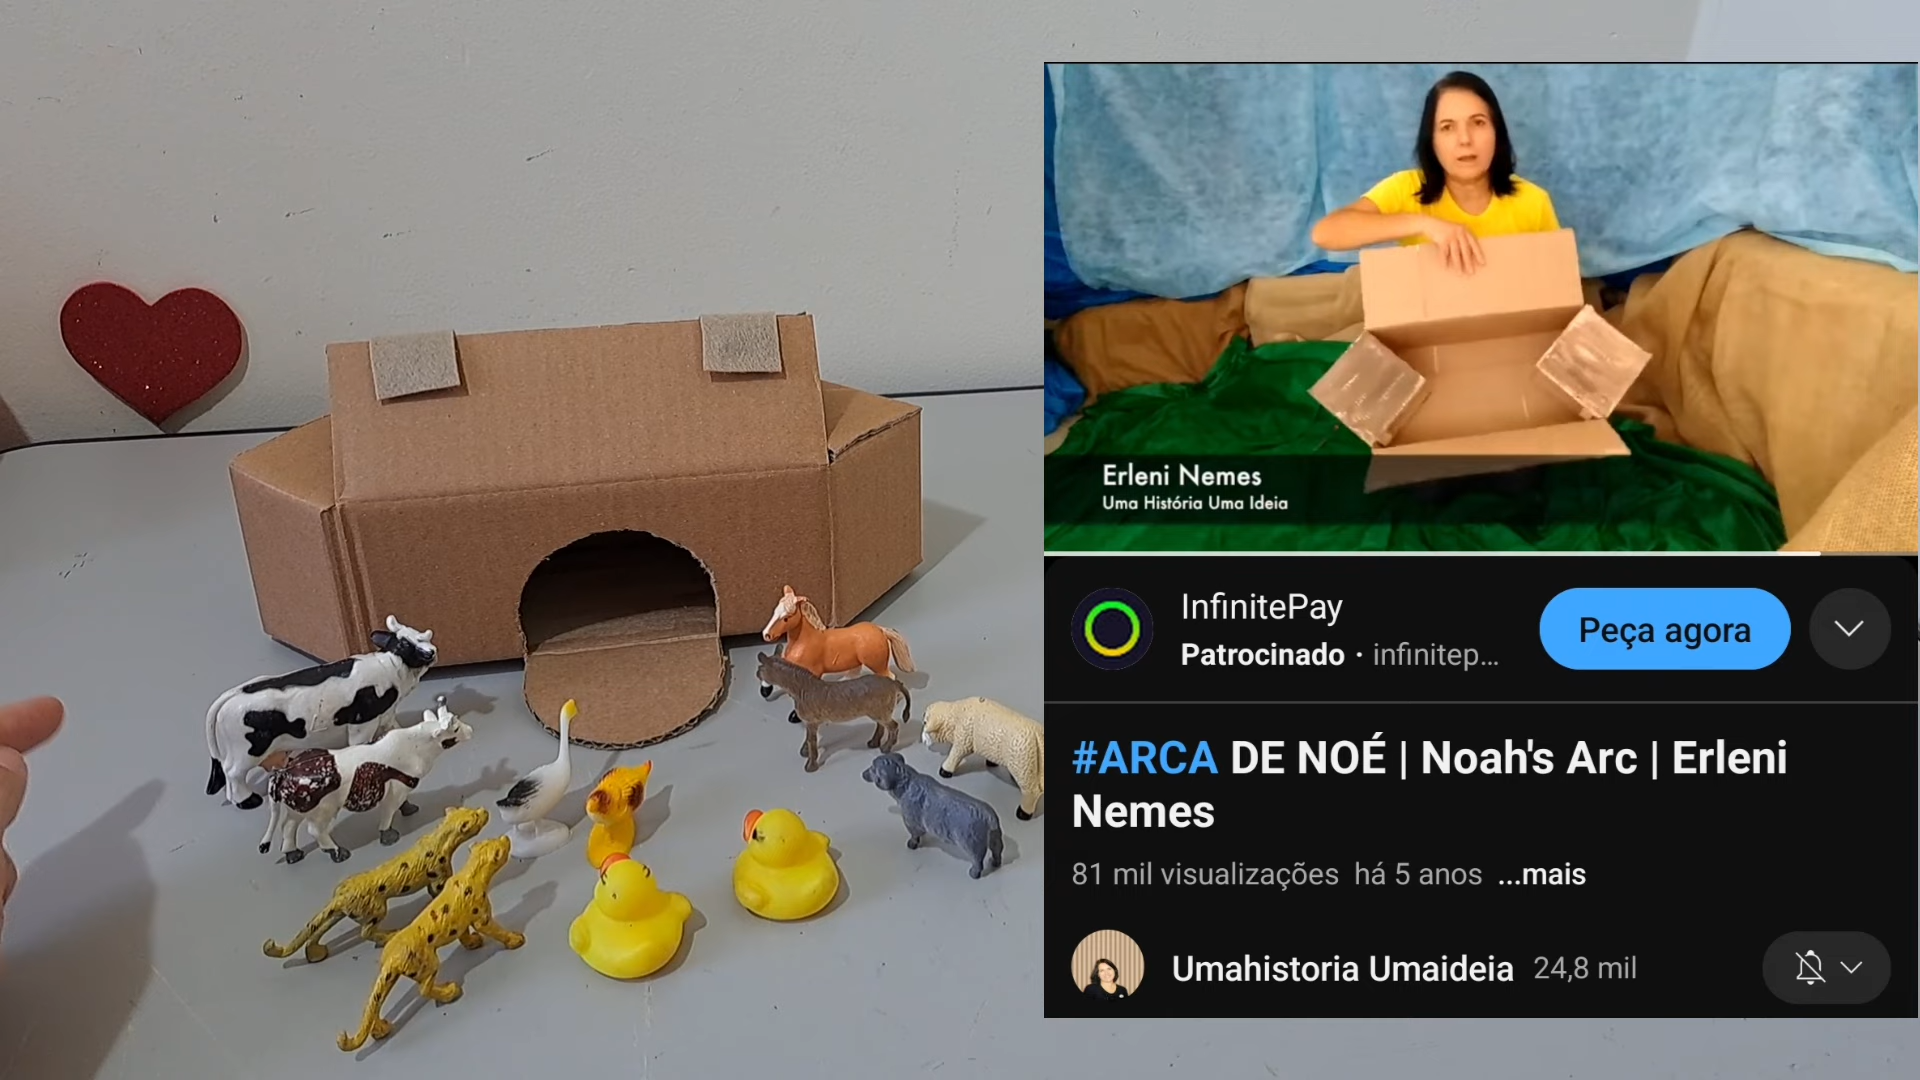 Erleni Nemes
Uma História Uma Ideia
InfinitePay
Patrocinado · infinitep...
Peça agora
#ARCA DE NOÉ | Noah's Arc | Erleni
Nemes
81 mil visualizações há 5 anos ...mais
Umahistoria Umaideia 24,8 mil